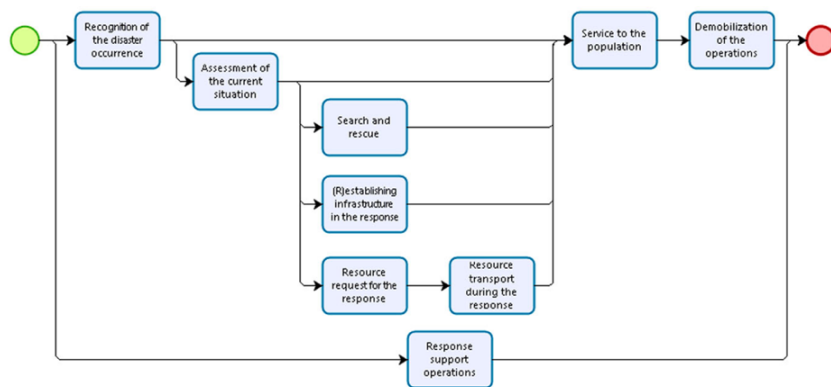 Recognition of
the disaster
occurrence
Assessment of
the current
situation
Search and
rescue
(R)establishing
infrastructure
in the response
Resource
request for the
response
Resource
transport
during the
response
Service to the
population
Demobilization
of the
operations
Response
support
operations